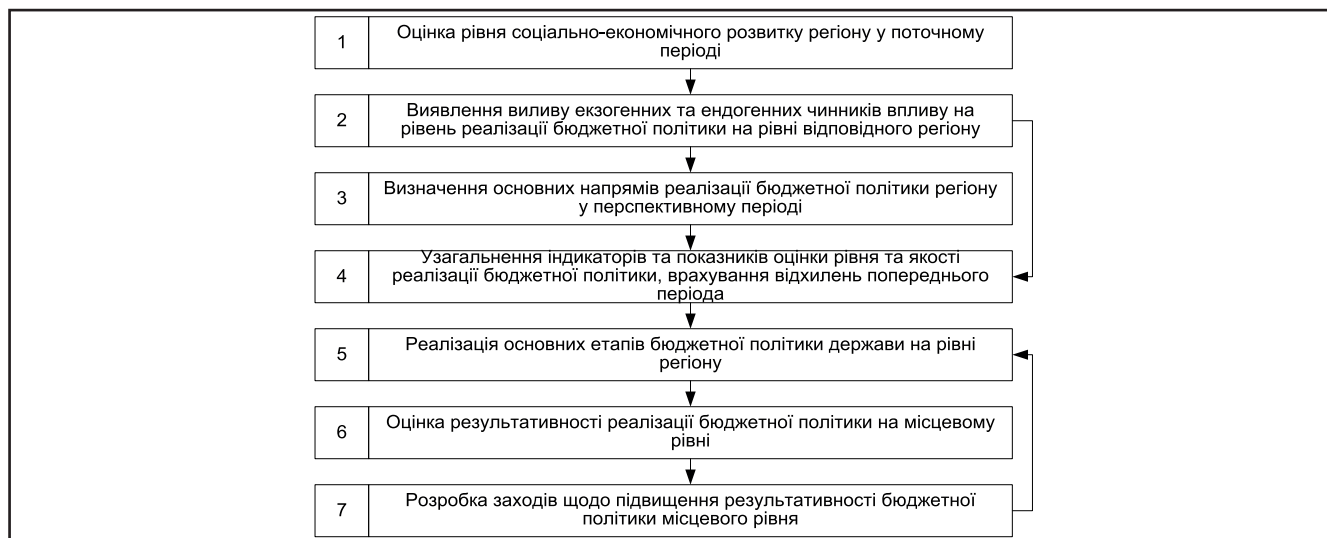 1
Оцінка рівня соціально-економічного розвитку регіону у поточному
періоді
2
Виявлення виливу екзогенних та ендогенних чинників впливу на
рівень реалізації бюджетної політики на рівні відповідного регіону
3
Визначення основних напрямів реалізації бюджетної політики регіону
у перспективному періоді
4
Узагальнення індикаторів та показників оцінки рівня та якості
реалізації бюджетної політики, врахування відхилень попереднього
періода
5
Реалізація основних етапів бюджетної політики держави на рівні
регіону
6
Оцінка результативності реалізації бюджетної політики на місцевому
рівні
7
Розробка заходів щодо підвищення результативності бюджетної
політики місцевого рівня